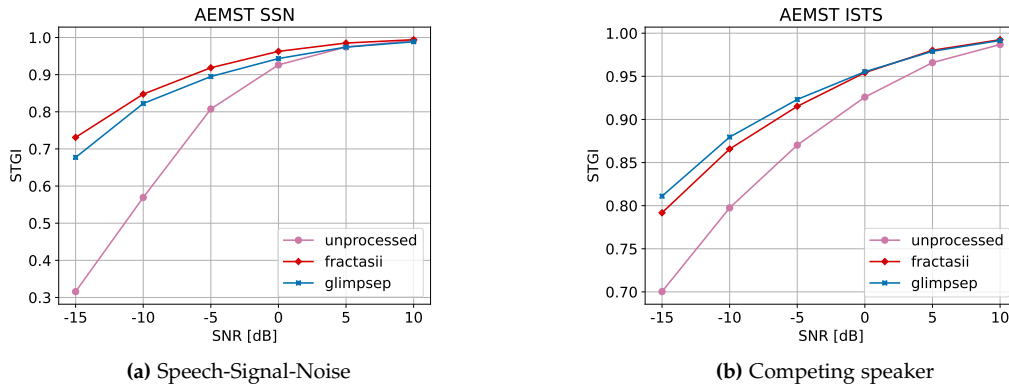 AEMST SSN
1.0
0.9
0.8
0.7
0.6
0.5
0.4
0.3
STGI
-15 -10 -5 0 5 10
SNR [dB]
unprocessed
fractasii
glimpsep
(a) Speech-Signal-Noise
AEMST ISTS
1.00
0.95
0.90
0.85
0.80
0.75
0.70
STGI
-15 -10 -5 0 5 10
SNR [dB]
unprocessed
fractasii
glimpsep
(b) Competing speaker